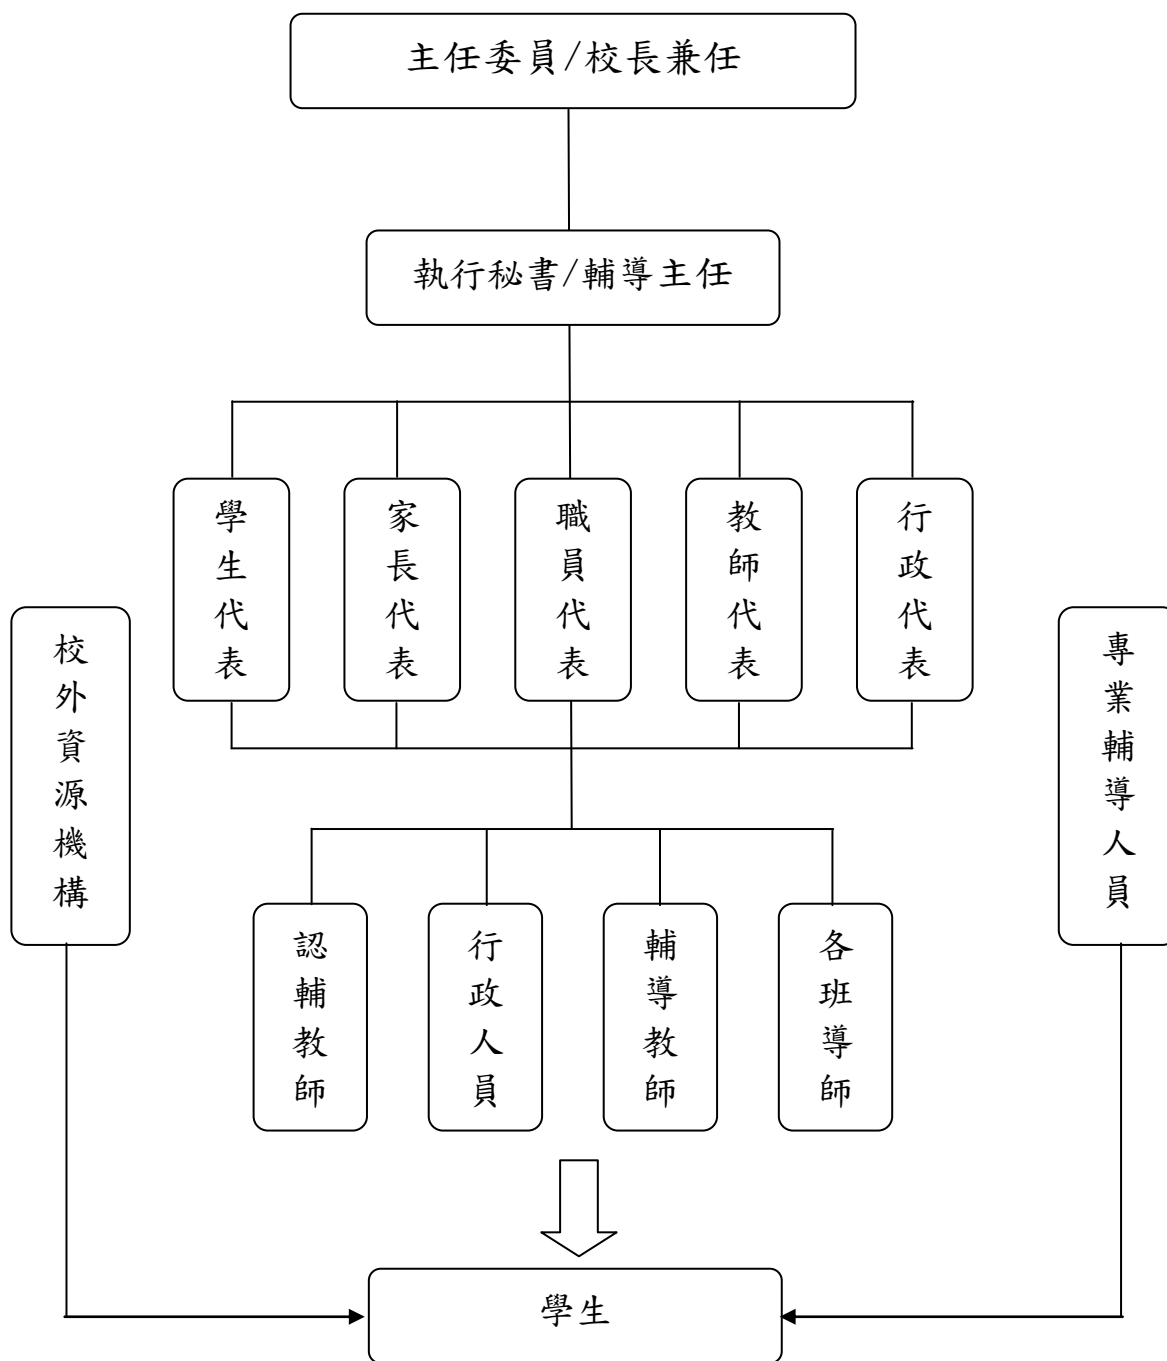 主任委員/校長兼任
執行秘書/輔導主任
學生代表
家長代表
職員代表
教師代表
行政代表
校外資源機構
專業輔導人員
認輔教師
行政人員
輔導教師
各班導師
學生